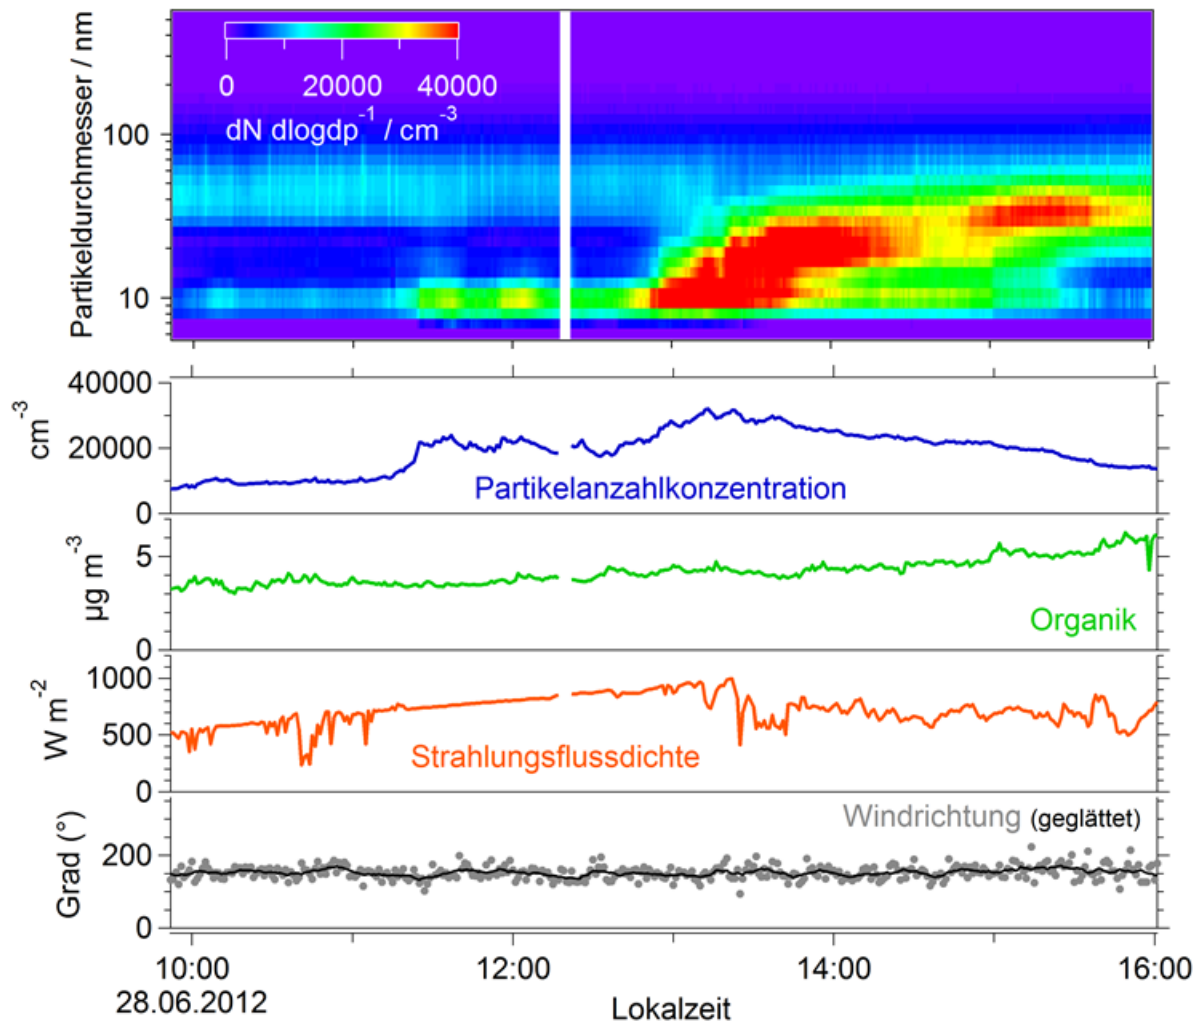 Partikeldurchmesser / nm
100
10
0 20000 40000
dN dlogdp⁻¹ / cm⁻³
cm⁻³
40000
20000
0
Partikelanzahlkonzentration
µg m⁻³
5
0
Organik
W m⁻²
1000
500
0
Strahlungsflussdichte
Grad (°)
200
0
Windrichtung (geglättet)
10:00 12:00 14:00 16:00
28.06.2012
Lokalzeit